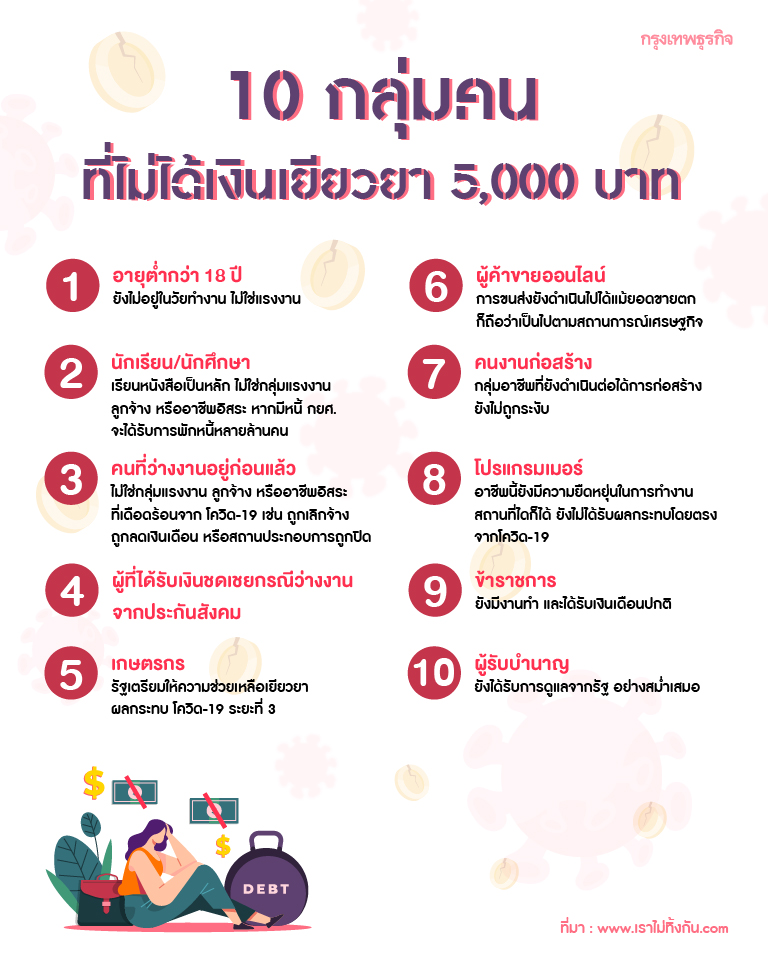 กรุงเทพธุรกิจ
10 กลุ่มคน
ที่ไม่ได้เงินเยียวยา 5,000 บาท
1
อายุต่ำกว่า 18 ปี
ยังไม่อยู่ในวัยทำงาน ไม่ใช่แรงงาน
2
นักเรียน/นักศึกษา
เรียนหนังสือเป็นหลัก ไม่ใช่กลุ่มแรงงาน
ลูกจ้าง หรืออาชีพอิสระ หากมีหนี้ กยศ.
จะได้รับการพักหนี้หลายล้านคน
3
คนที่ว่างงานอยู่ก่อนแล้ว
ไม่ใช่กลุ่มแรงงาน ลูกจ้าง หรืออาชีพอิสระ
ที่เดือดร้อนจาก โควิด-19 เช่น ถูกเลิกจ้าง
ถูกลดเงินเดือน หรือสถานประกอบการถูกปิด
4
ผู้ที่ได้รับเงินชดเชยกรณีว่างงาน
จากประกันสังคม
5
เกษตรกร
รัฐเตรียมให้ความช่วยเหลือเยียวยา
ผลกระทบ โควิด-19 ระยะที่ 3
6
ผู้ค้าขายออนไลน์
การขนส่งยังดำเนินไปได้แม้ยอดขายตก
ก็ถือว่าเป็นไปตามสถานการณ์เศรษฐกิจ
7
คนงานก่อสร้าง
กลุ่มอาชีพที่ยังดำเนินต่อได้การก่อสร้าง
ยังไม่ถูกระงับ
8
โปรแกรมเมอร์
อาชีพนี้ยังมีความยืดหยุ่นในการทำงาน
สถานที่ใดก็ได้ ยังไม่ได้รับผลกระทบโดยตรง
จากโควิด-19
9
ข้าราชการ
ยังมีงานทำ และได้รับเงินเดือนปกติ
10
ผู้รับบำนาญ
ยังได้รับการดูแลจากรัฐ อย่างสม่ำเสมอ
DEBT
ที่มา : www.เราไม่ทิ้งกัน.com